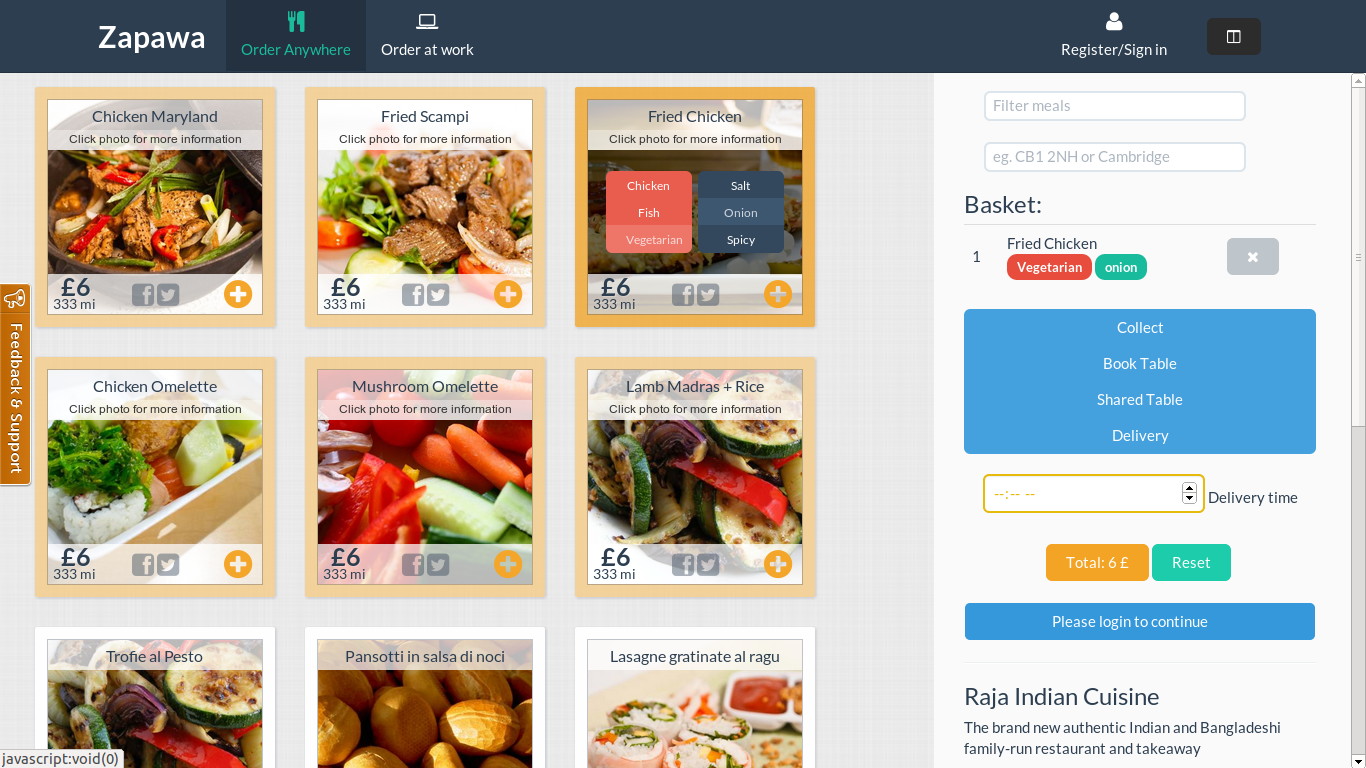 Zapawa
Order Anywhere
Order at work
Register/Sign in
Chicken Maryland
Click photo for more information
£6
333 mi
Fried Scampi
Click photo for more information
£6
333 mi
Fried Chicken
Click photo for more information
Chicken
Fish
Vegetarian
Salt
Onion
Spicy
£6
333 mi
Chicken Omelette
Click photo for more information
£6
333 mi
Mushroom Omelette
Click photo for more information
£6
333 mi
Lamb Madras + Rice
Click photo for more information
£6
333 mi
Trofie al Pesto
Pansotti in salsa di noci
Lasagne gratinate al ragu
Feedback & Support
javascript:void(0)
Filter meals
eg. CB1 2NH or Cambridge
Basket:
1
Fried Chicken
Vegetarian
onion
Collect
Book Table
Shared Table
Delivery
--:-- --
Delivery time
Total: 6 £
Reset
Please login to continue
Raja Indian Cuisine
The brand new authentic Indian and Bangladeshi
family-run restaurant and takeaway